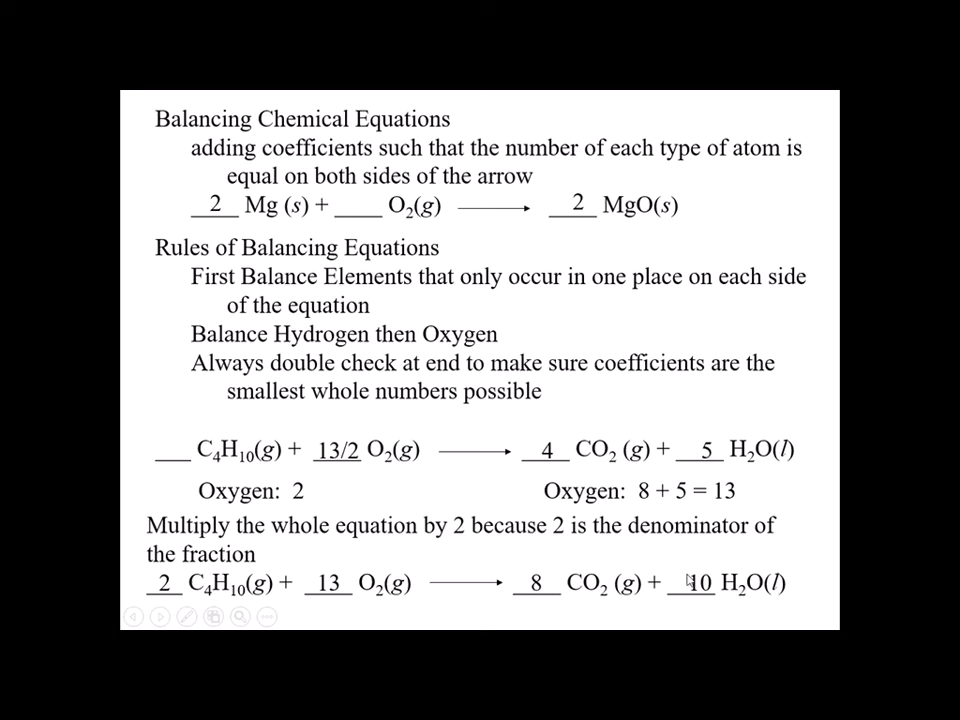 Balancing Chemical Equations
adding coefficients such that the number of each type of atom is
equal on both sides of the arrow
__2__ Mg (s) + ____ O₂(g) ⟶ __2__ MgO(s)
Rules of Balancing Equations
First Balance Elements that only occur in one place on each side
of the equation
Balance Hydrogen then Oxygen
Always double check at end to make sure coefficients are the
smallest whole numbers possible
___ C₄H₁₀(g) + 13/2 O₂(g) ⟶ __4__ CO₂ (g) + __5__ H₂O(l)
Oxygen: 2 Oxygen: 8 + 5 = 13
Multiply the whole equation by 2 because 2 is the denominator of
the fraction
_2_ C₄H₁₀(g) + _13_ O₂(g) ⟶ __8__ CO₂ (g) + __10 H₂O(l)